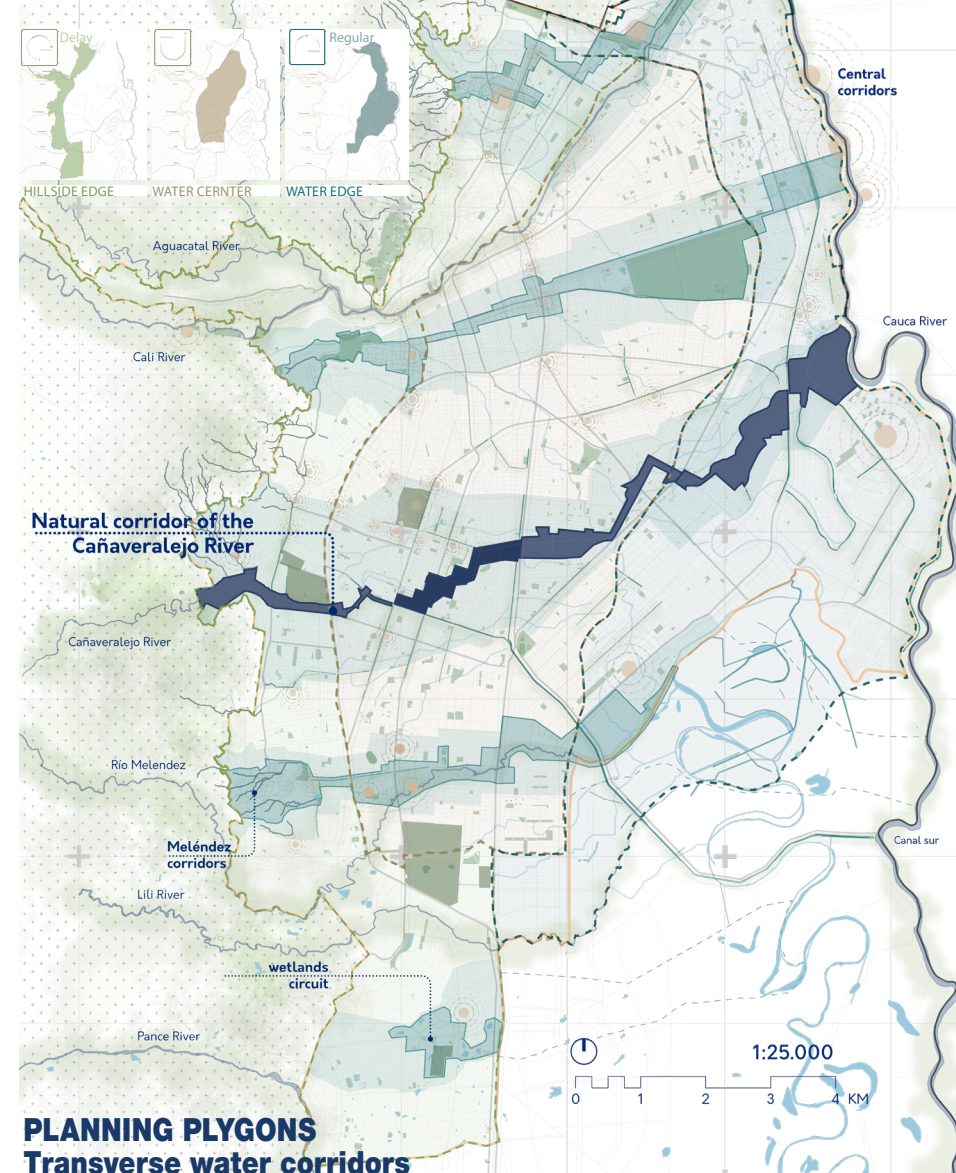 Delay
Regular
HILLSIDE EDGE
WATER CERNTER
WATER EDGE
Central
corridors
Aguacatal River
Cauca River
Cali River
Natural corridor of the
Cañaveralejo River
Cañaveralejo River
Río Melendez
Meléndez
corridors
Canal sur
Lili River
wetlands
circuit
Pance River
1:25.000
0 1 2 3 4 KM
PLANNING PLYGONS
Transverse water corridors